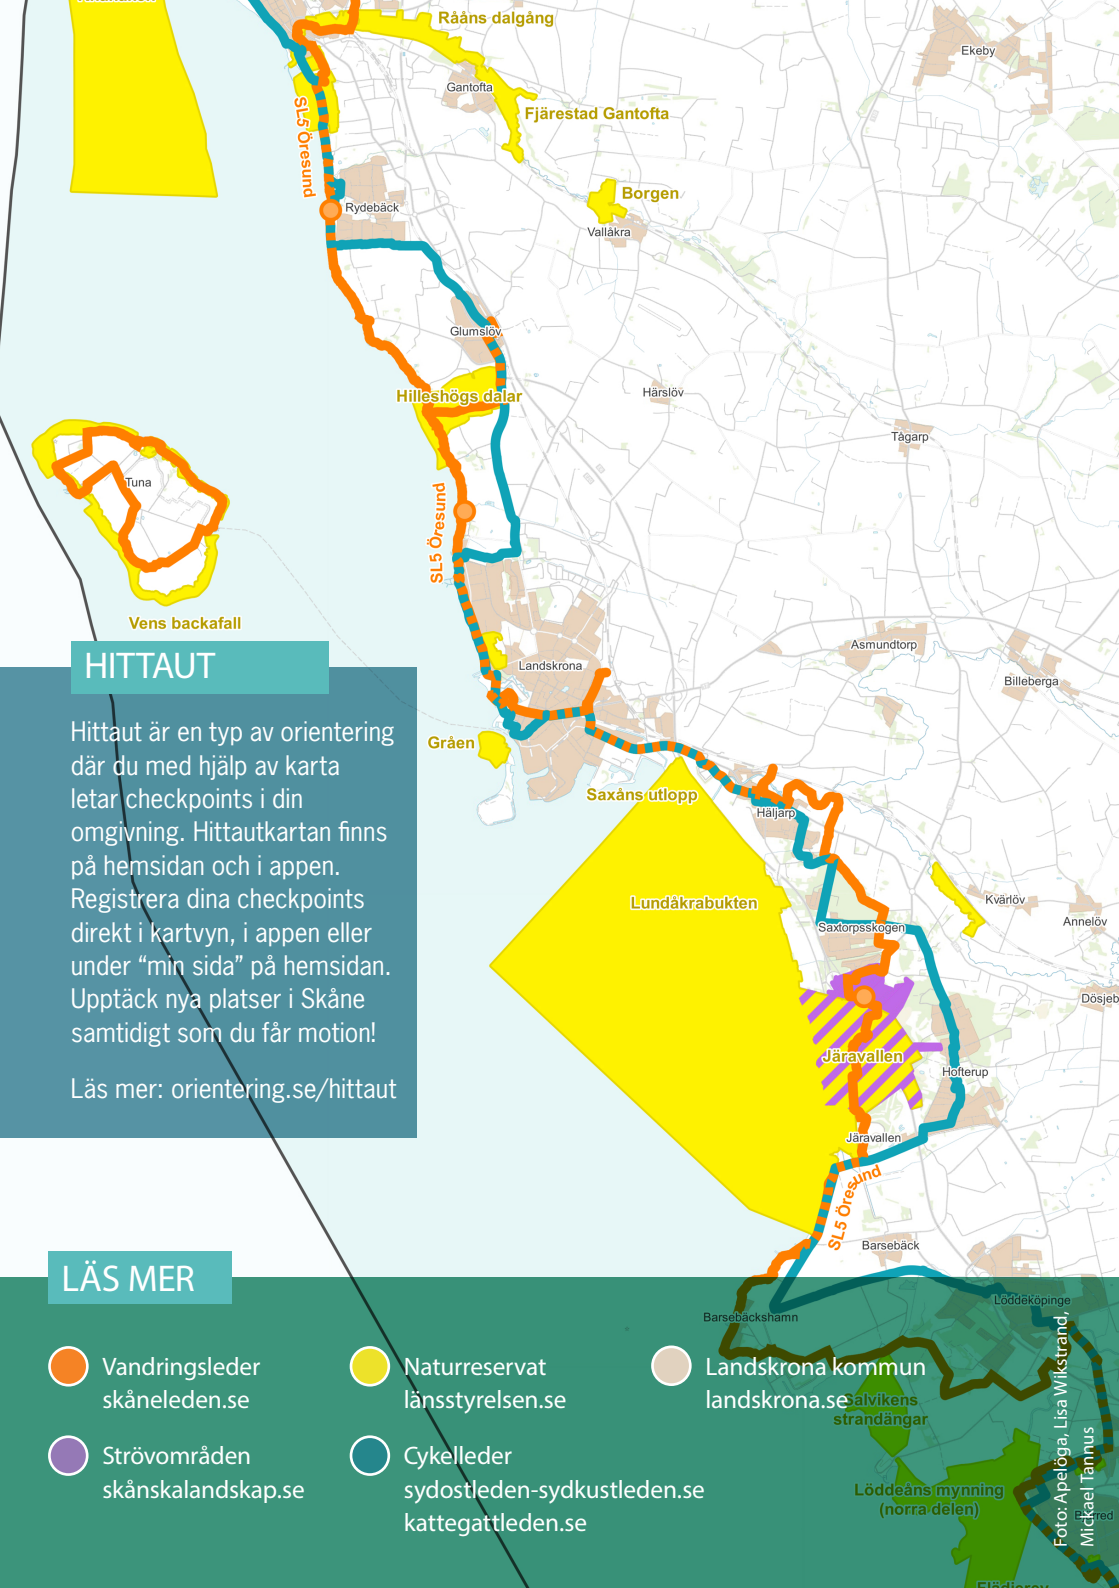 Rååns dalgång
Ekeby
Gantofta
Fjärestad Gantofta
SL5 Öresund
Borgen
Rydebäck
Vallåkra
Glumslöv
Hilleshögs dalar
Härslöv
Tågarp
Tuna
SL5 Öresund
Vens backafall
Asmundtorp
Landskrona
Billeberga
Gråen
Saxåns utlopp
Häljarp
Lundåkrabukten
Kvärlöv
Annelöv
Saxtorpsskogen
Dösjeb
Järavallen
Hofterup
Järavallen
SL5 Öresund
Barsebäck
Löddeköpinge
Barsebäckshamn
Salvikens
strandängar
Löddeåns mynning
(norra delen)
HITTAUT
Hittaut är en typ av orientering
där du med hjälp av karta
letar checkpoints i din
omgivning. Hittautkartan finns
på hemsidan och i appen.
Registrera dina checkpoints
direkt i kartvyn, i appen eller
under “min sida” på hemsidan.
Upptäck nya platser i Skåne
samtidigt som du får motion!
Läs mer: orientering.se/hittaut
LÄS MER
Vandringsleder
skåneleden.se
Naturreservat
länsstyrelsen.se
Landskrona kommun
landskrona.se
Strövområden
skånskalandskap.se
Cykelleder
sydostleden-sydkustleden.se
kattegattleden.se
Foto: Apelöga, Lisa Wikstrand,
Mickael Tannus